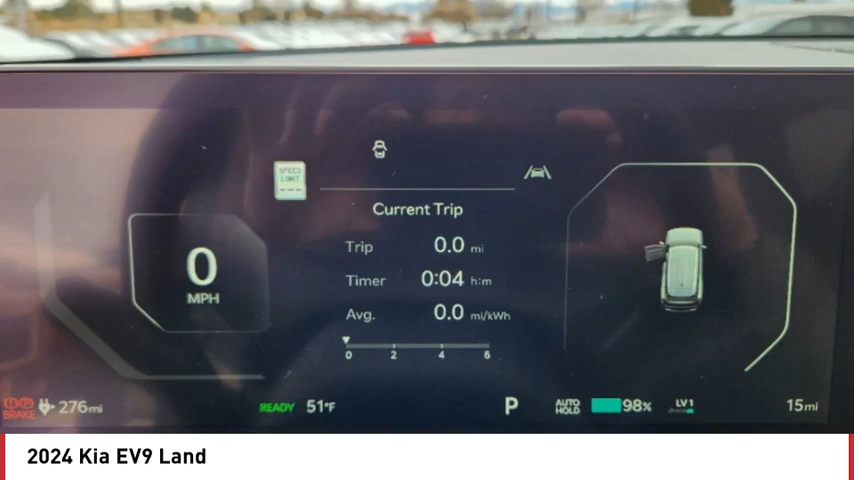 SPEED
LIMIT
Current Trip
Trip 0.0 mi
0
MPH
Timer 0:04 h:m
Avg. 0.0 mi/kWh
0 2 4 6
BRAKE 276mi READY 51°F P AUTO HOLD 98% LV1 15mi
2024 Kia EV9 Land